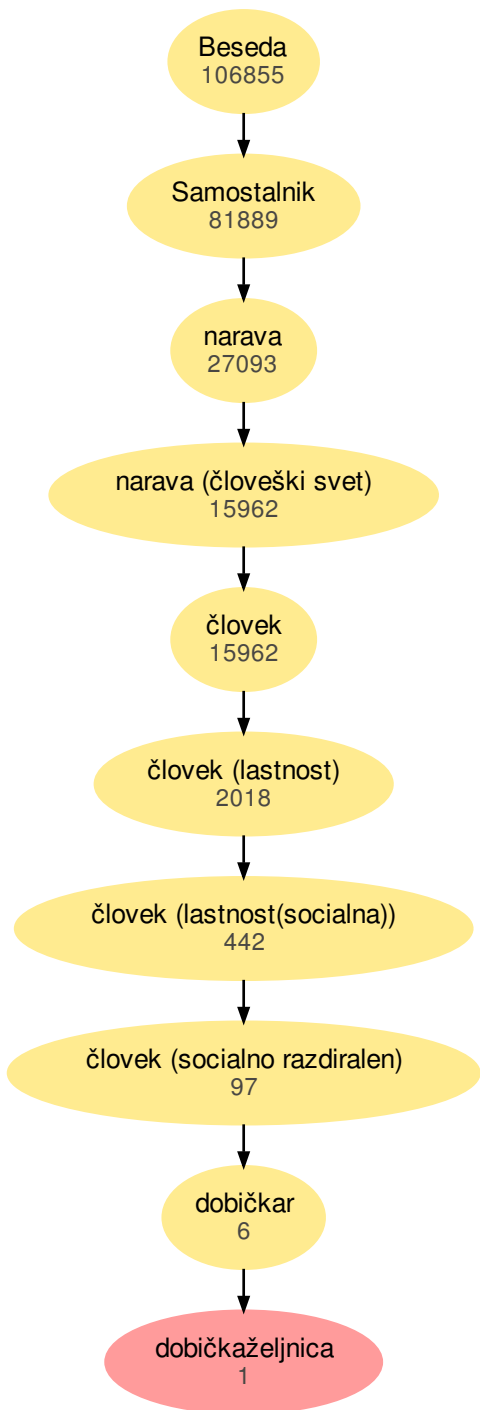 Beseda
106855
Samostalnik
81889
narava
27093
narava (človeški svet)
15962
človek
15962
človek (lastnost)
2018
človek (lastnost(socialna))
442
človek (socialno razdiralen)
97
dobičkar
6
dobičkaželjnica
1